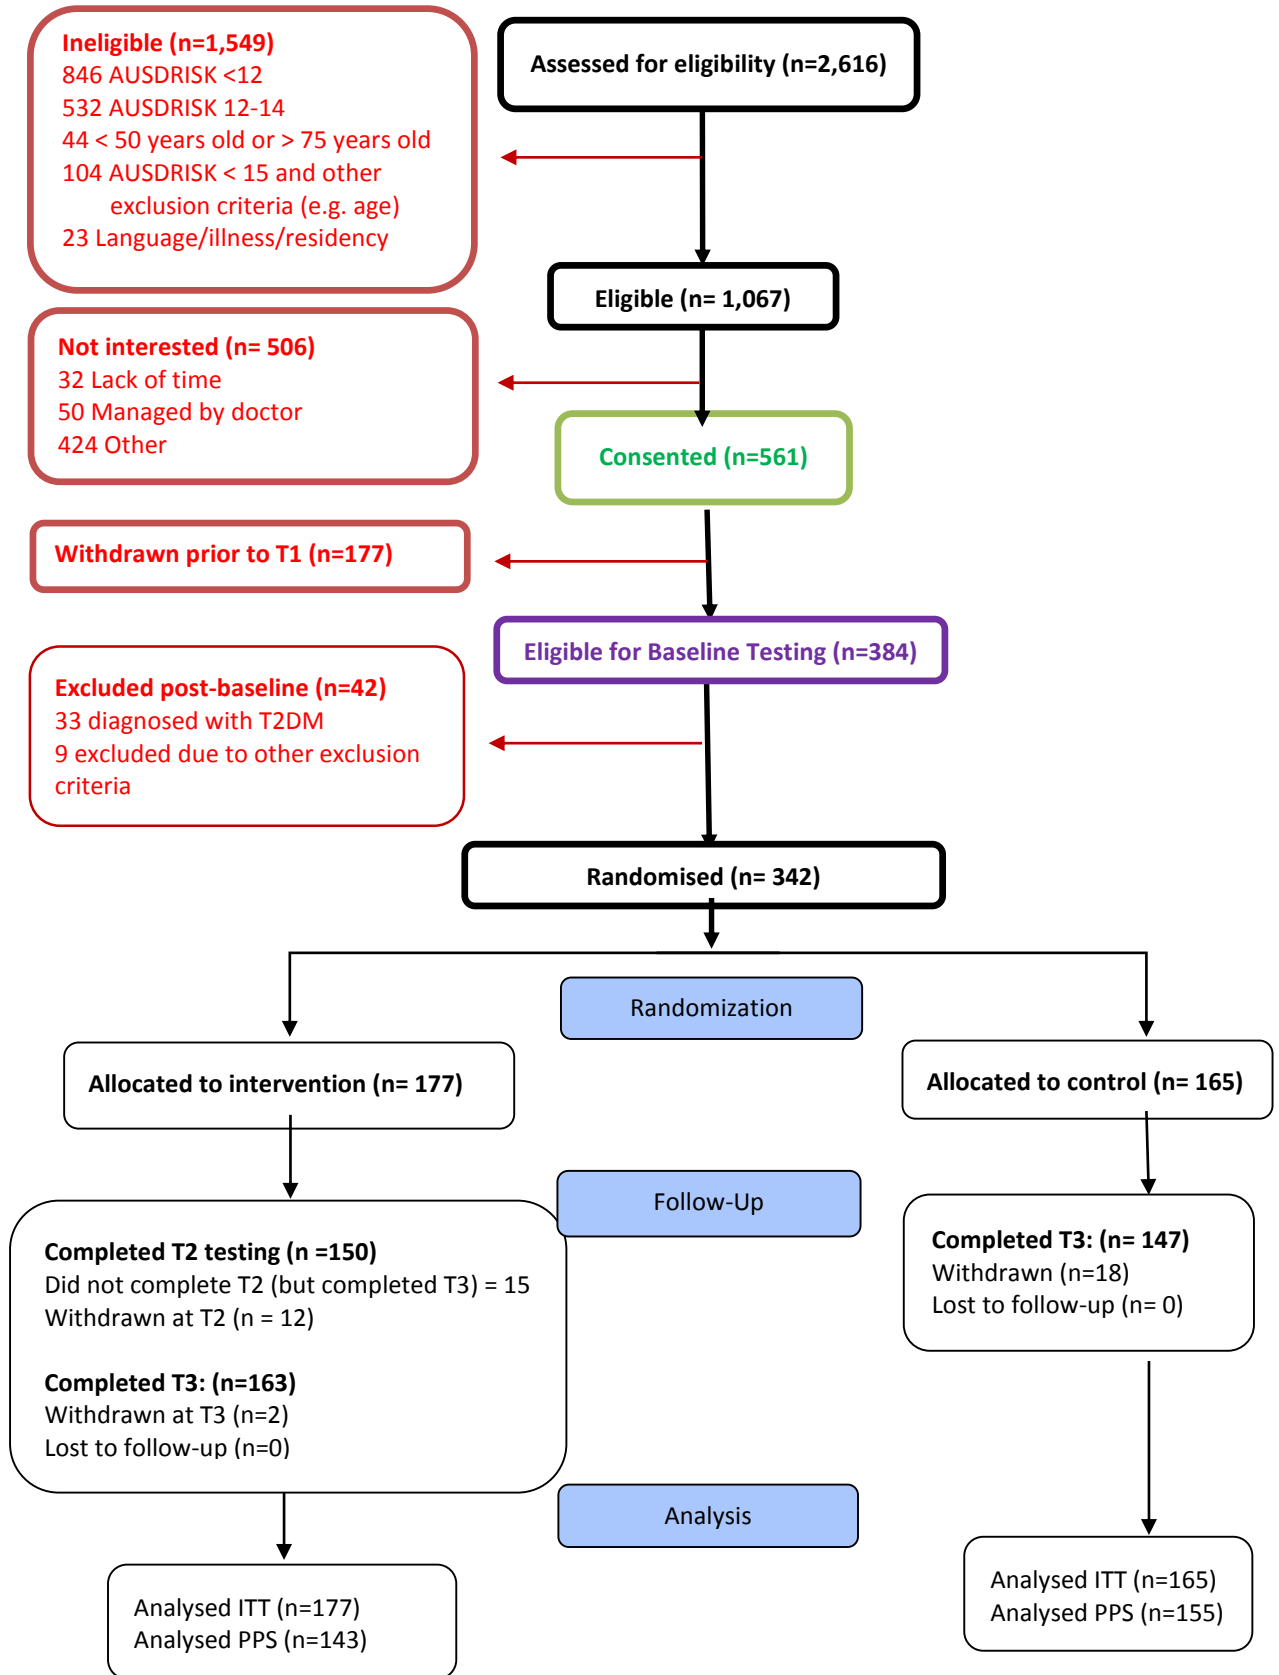 Assessed for eligibility (n=2,616)
Ineligible (n=1,549)
846 AUSDRISK <12
532 AUSDRISK 12-14
44 < 50 years old or > 75 years old
104 AUSDRISK < 15 and other
exclusion criteria (e.g. age)
23 Language/illness/residency
Eligible (n= 1,067)
Not interested (n= 506)
32 Lack of time
50 Managed by doctor
424 Other
Consented (n=561)
Withdrawn prior to T1 (n=177)
Eligible for Baseline Testing (n=384)
Excluded post-baseline (n=42)
33 diagnosed with T2DM
9 excluded due to other exclusion
criteria
Randomised (n= 342)
Randomization
Allocated to intervention (n= 177)
Allocated to control (n= 165)
Follow-Up
Completed T2 testing (n =150)
Did not complete T2 (but completed T3) = 15
Withdrawn at T2 (n = 12)
Completed T3: (n=163)
Withdrawn at T3 (n=2)
Lost to follow-up (n=0)
Completed T3: (n= 147)
Withdrawn (n=18)
Lost to follow-up (n= 0)
Analysis
Analysed ITT (n=177)
Analysed PPS (n=143)
Analysed ITT (n=165)
Analysed PPS (n=155)